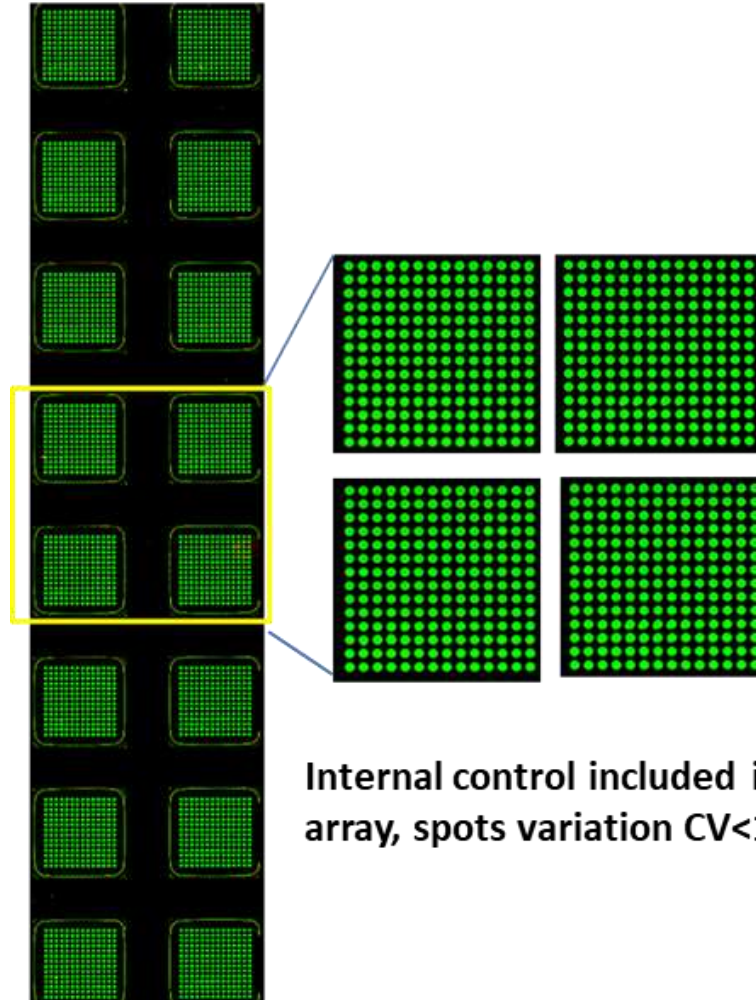 Internal control included
array, spots variation CV<